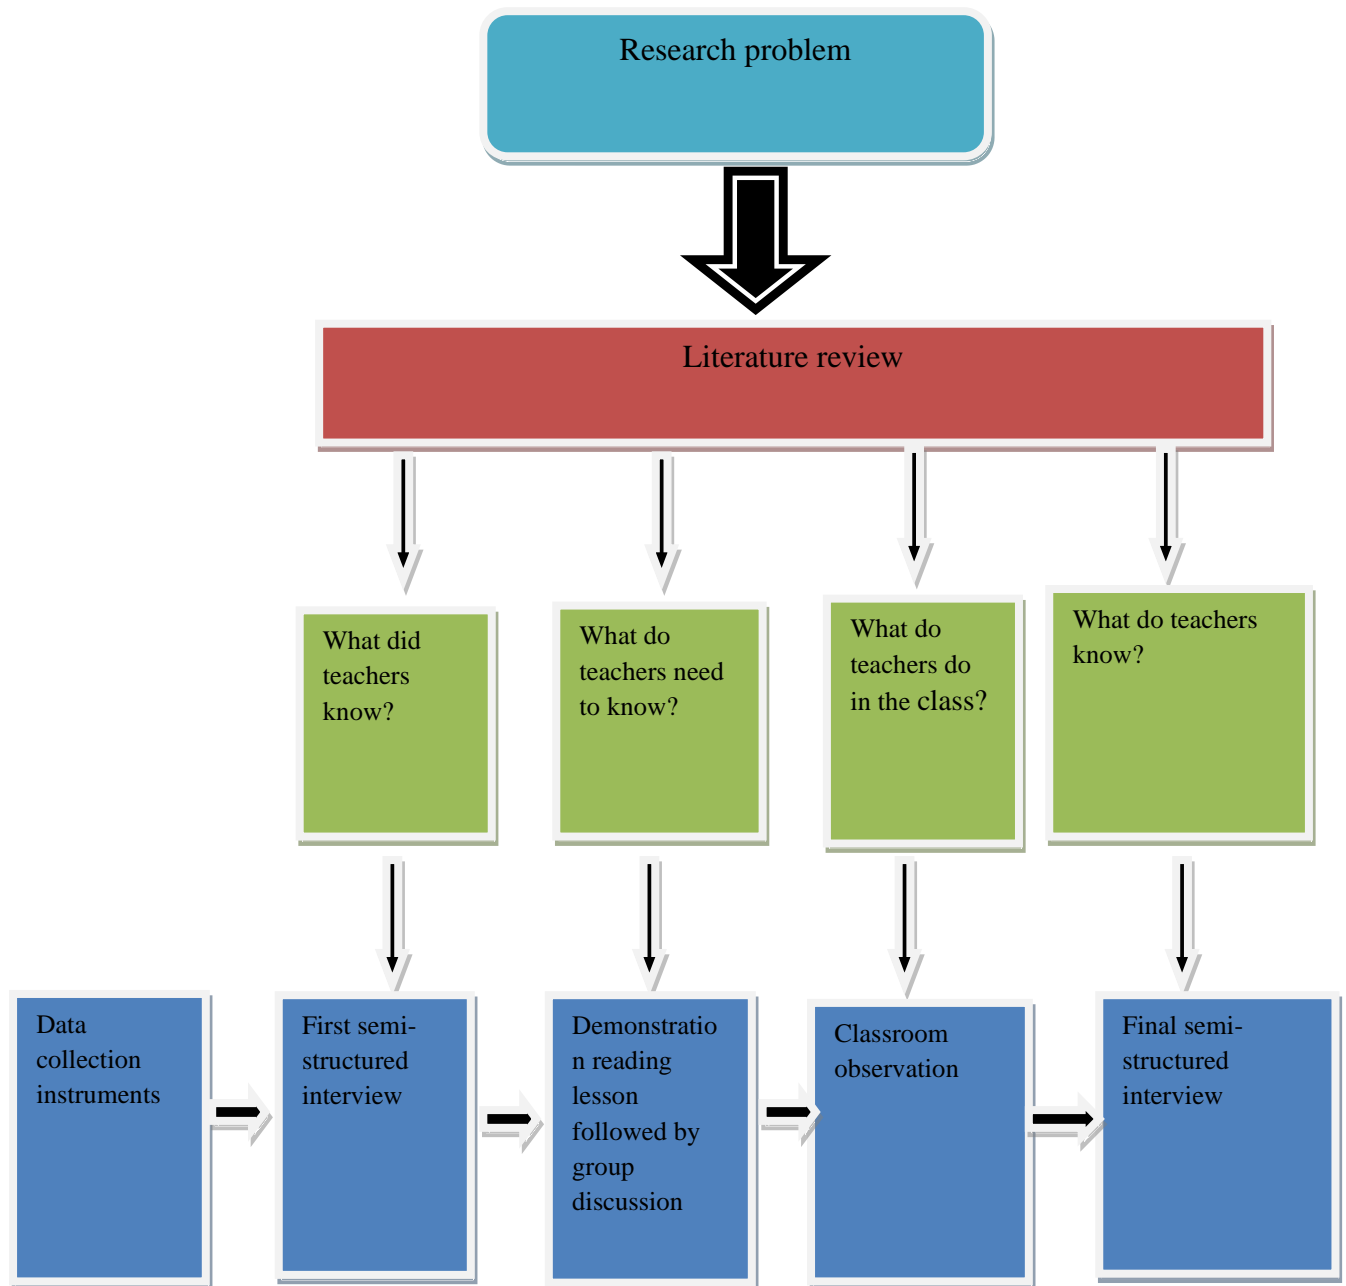 Research problem
Literature review
What did
teachers
know?
What do
teachers need
to know?
What do
teachers do
in the class?
What do teachers
know?
Data
collection
instruments
First semi-
structured
interview
Demonstratio
n reading
lesson
followed by
group
discussion
Classroom
observation
Final semi-
structured
interview